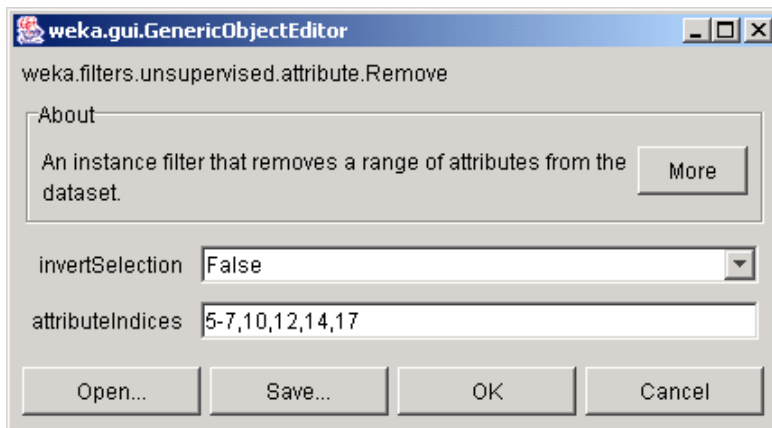 weka.gui.GenericObjectEditor
weka.filters.unsupervised.attribute.Remove
About
An instance filter that removes a range of attributes from the
dataset.
More
invertSelection False
attributeIndices 5-7,10,12,14,17
Open... Save... OK Cancel